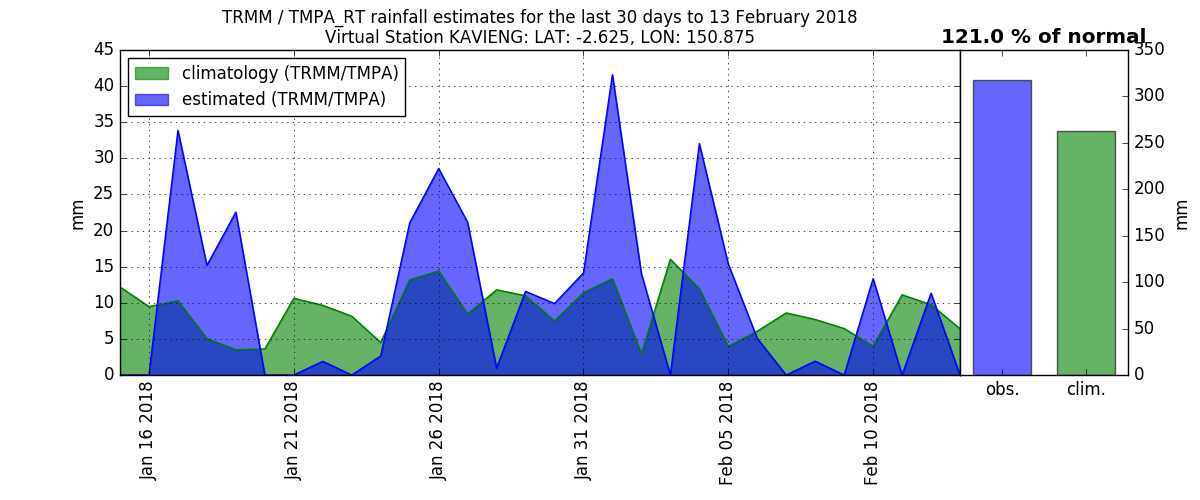 TRMM / TMPA_RT rainfall estimates for the last 30 days to 13 February 2018
Virtual Station KAVIENG: LAT: -2.625, LON: 150.875
121.0 % of normal
climatology (TRMM/TMPA)
estimated (TRMM/TMPA)
mm
45
40
35
30
25
20
15
10
5
0
Jan 16 2018
Jan 21 2018
Jan 26 2018
Jan 31 2018
Feb 05 2018
Feb 10 2018
obs.
clim.
350
300
250
200
150
100
50
0
mm